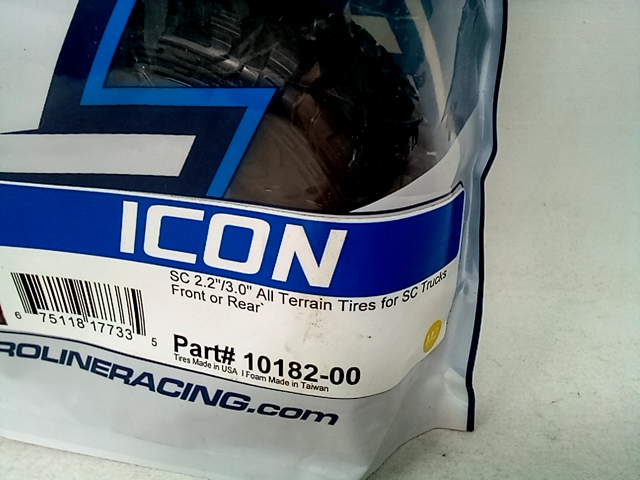 ICON
SC 2.2"/3.0" All Terrain Tires for SC Trucks
Front or Rear
6 75118 17733 5
Part# 10182-00
Tires Made in USA I Foam Made in Taiwan
ROLINERACING.com